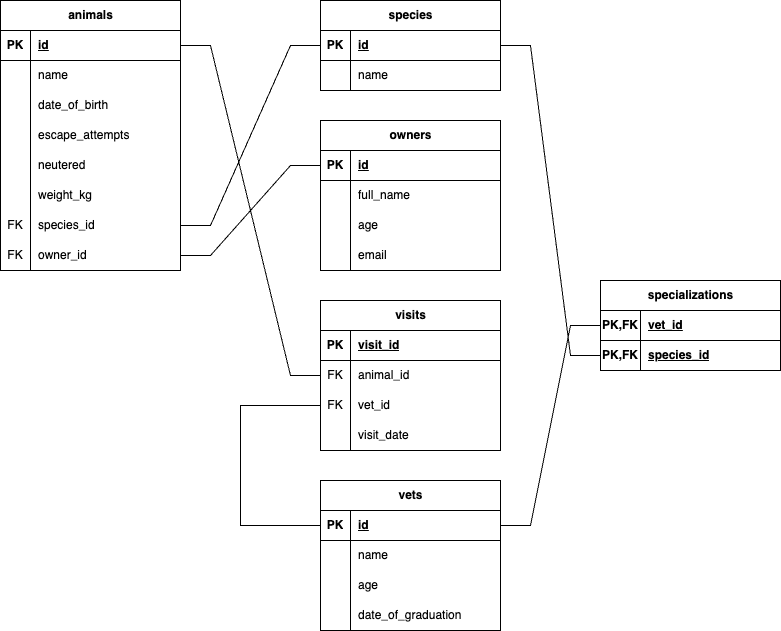 animals
PK id
name
date_of_birth
escape_attempts
neutered
weight_kg
FK species_id
FK owner_id
species
PK id
name
owners
PK id
full_name
age
email
visits
PK visit_id
FK animal_id
FK vet_id
visit_date
vets
PK id
name
age
date_of_graduation
specializations
PK,FK vet_id
PK,FK species_id